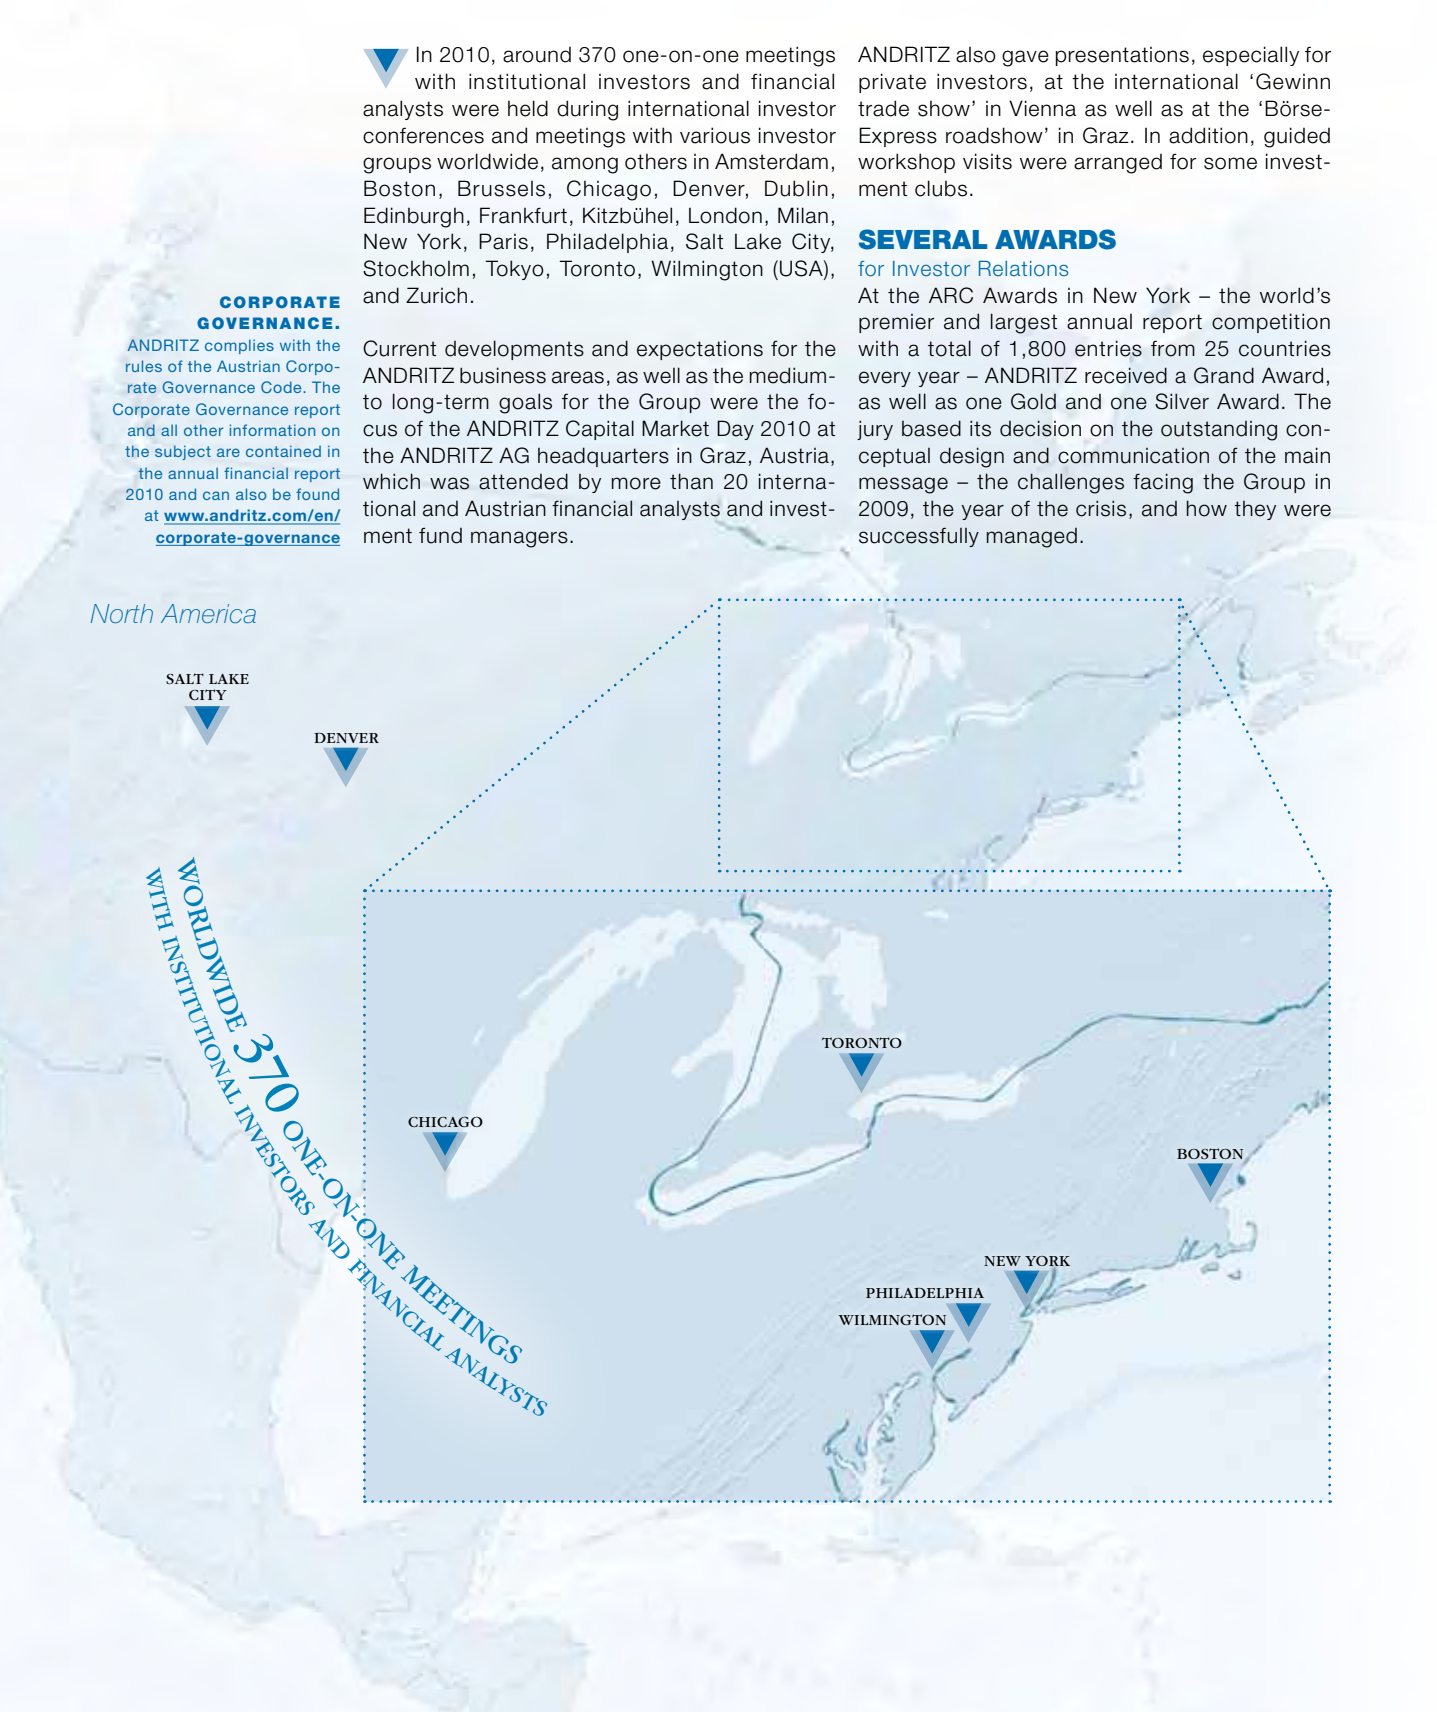 In 2010, around 370 one-on-one meetings
with institutional investors and financial
analysts were held during international investor
conferences and meetings with various investor
groups worldwide, among others in Amsterdam,
Boston, Brussels, Chicago, Denver, Dublin,
Edinburgh, Frankfurt, Kitzbühel, London, Milan,
New York, Paris, Philadelphia, Salt Lake City,
Stockholm, Tokyo, Toronto, Wilmington (USA),
and Zurich.
Current developments and expectations for the
ANDRITZ business areas, as well as the medium-
to long-term goals for the Group were the fo-
cus of the ANDRITZ Capital Market Day 2010 at
the ANDRITZ AG headquarters in Graz, Austria,
which was attended by more than 20 interna-
tional and Austrian financial analysts and invest-
ment fund managers.
ANDRITZ also gave presentations, especially for
private investors, at the international ‘Gewinn
trade show’ in Vienna as well as at the ‘Börse-
Express roadshow’ in Graz. In addition, guided
workshop visits were arranged for some invest-
ment clubs.
SEVERAL AWARDS
for Investor Relations
At the ARC Awards in New York – the world’s
premier and largest annual report competition
with a total of 1,800 entries from 25 countries
every year – ANDRITZ received a Grand Award,
as well as one Gold and one Silver Award. The
jury based its decision on the outstanding con-
ceptual design and communication of the main
message – the challenges facing the Group in
2009, the year of the crisis, and how they were
successfully managed.
CORPORATE
GOVERNANCE.
ANDRITZ complies with the
rules of the Austrian Corpo-
rate Governance Code. The
Corporate Governance report
and all other information on
the subject are contained in
the annual financial report
2010 and can also be found
at www.andritz.com/en/
corporate-governance
North America
SALT LAKE
CITY
DENVER
WORLDWIDE 370 ONE-ON-ONE MEETINGS
WITH INSTITUTIONAL INVESTORS AND FINANCIAL ANALYSTS
TORONTO
CHICAGO
BOSTON
NEW YORK
PHILADELPHIA
WILMINGTON